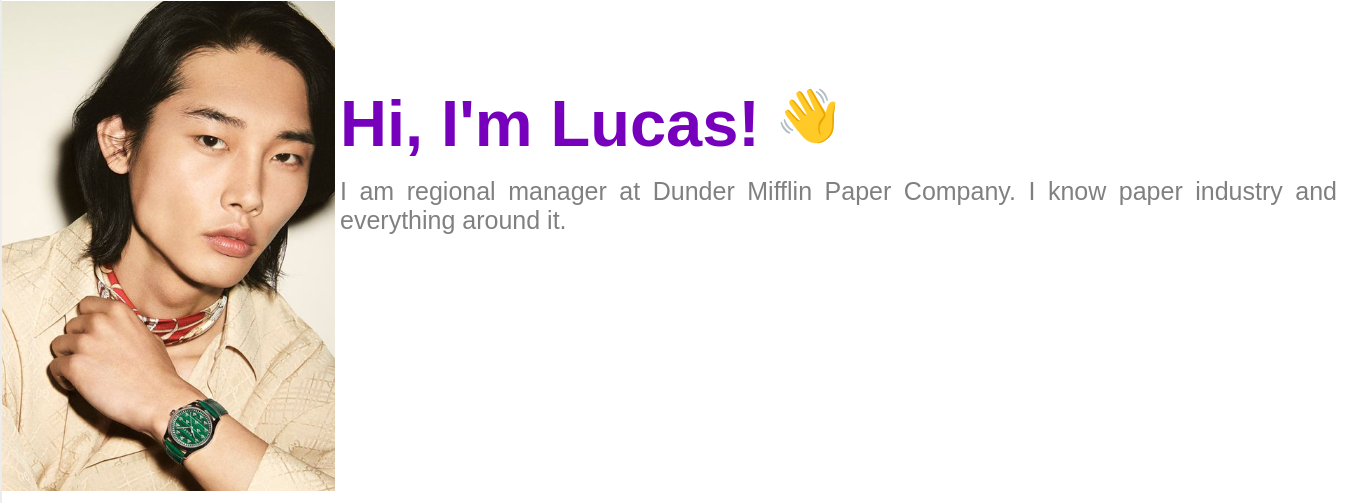 Hi, I'm Lucas! 👋
I am regional manager at Dunder Mifflin Paper Company. I know paper industry and
everything around it.